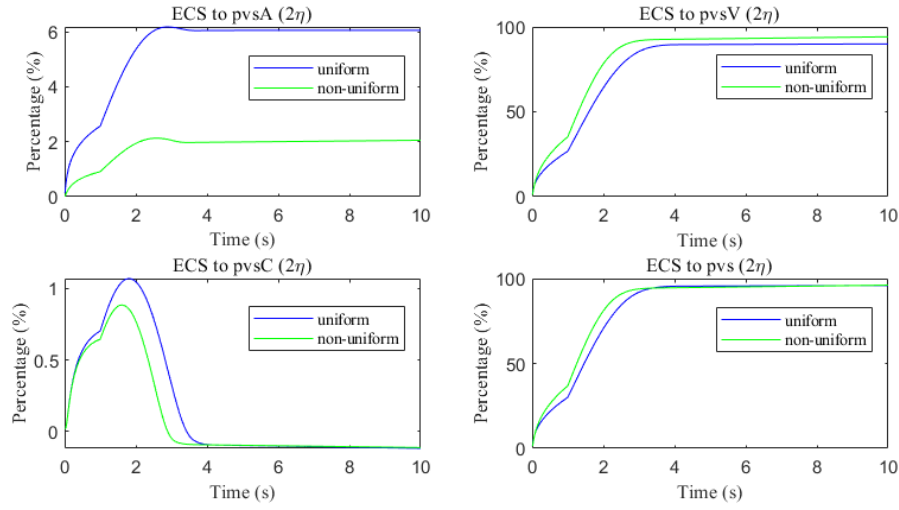 ECS to pvsA (2η)
Percentage (%)
6
4
2
0
uniform
non-uniform
0 2 4 6 8 10
Time (s)
ECS to pvsV (2η)
Percentage (%)
100
50
0
uniform
non-uniform
0 2 4 6 8 10
Time (s)
ECS to pvsC (2η)
Percentage (%)
1
0.5
0
uniform
non-uniform
0 2 4 6 8 10
Time (s)
ECS to pvs (2η)
Percentage (%)
100
50
0
uniform
non-uniform
0 2 4 6 8 10
Time (s)